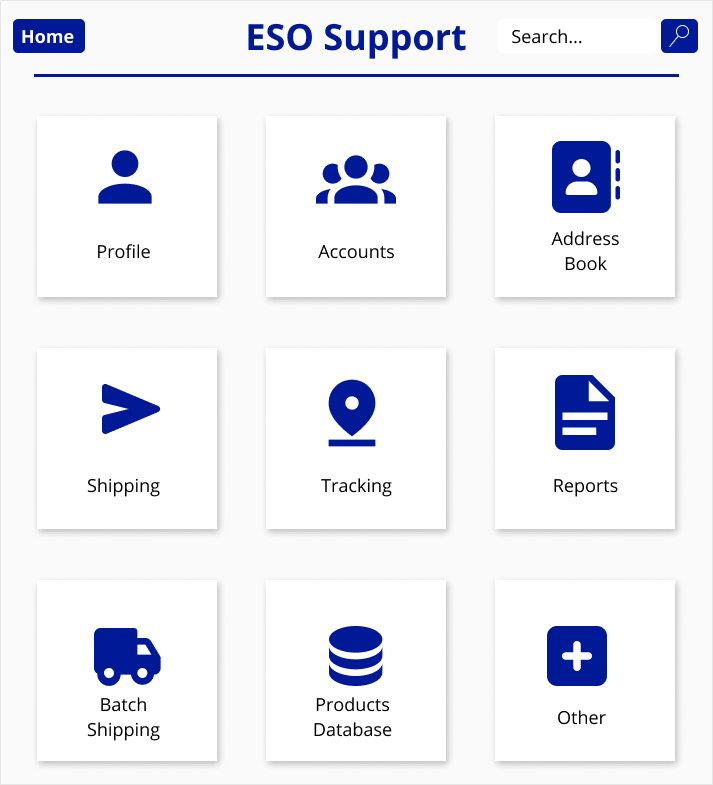 Home
ESO Support
Search...
Profile
Accounts
Address
Book
Shipping
Tracking
Reports
Batch
Shipping
Products
Database
Other